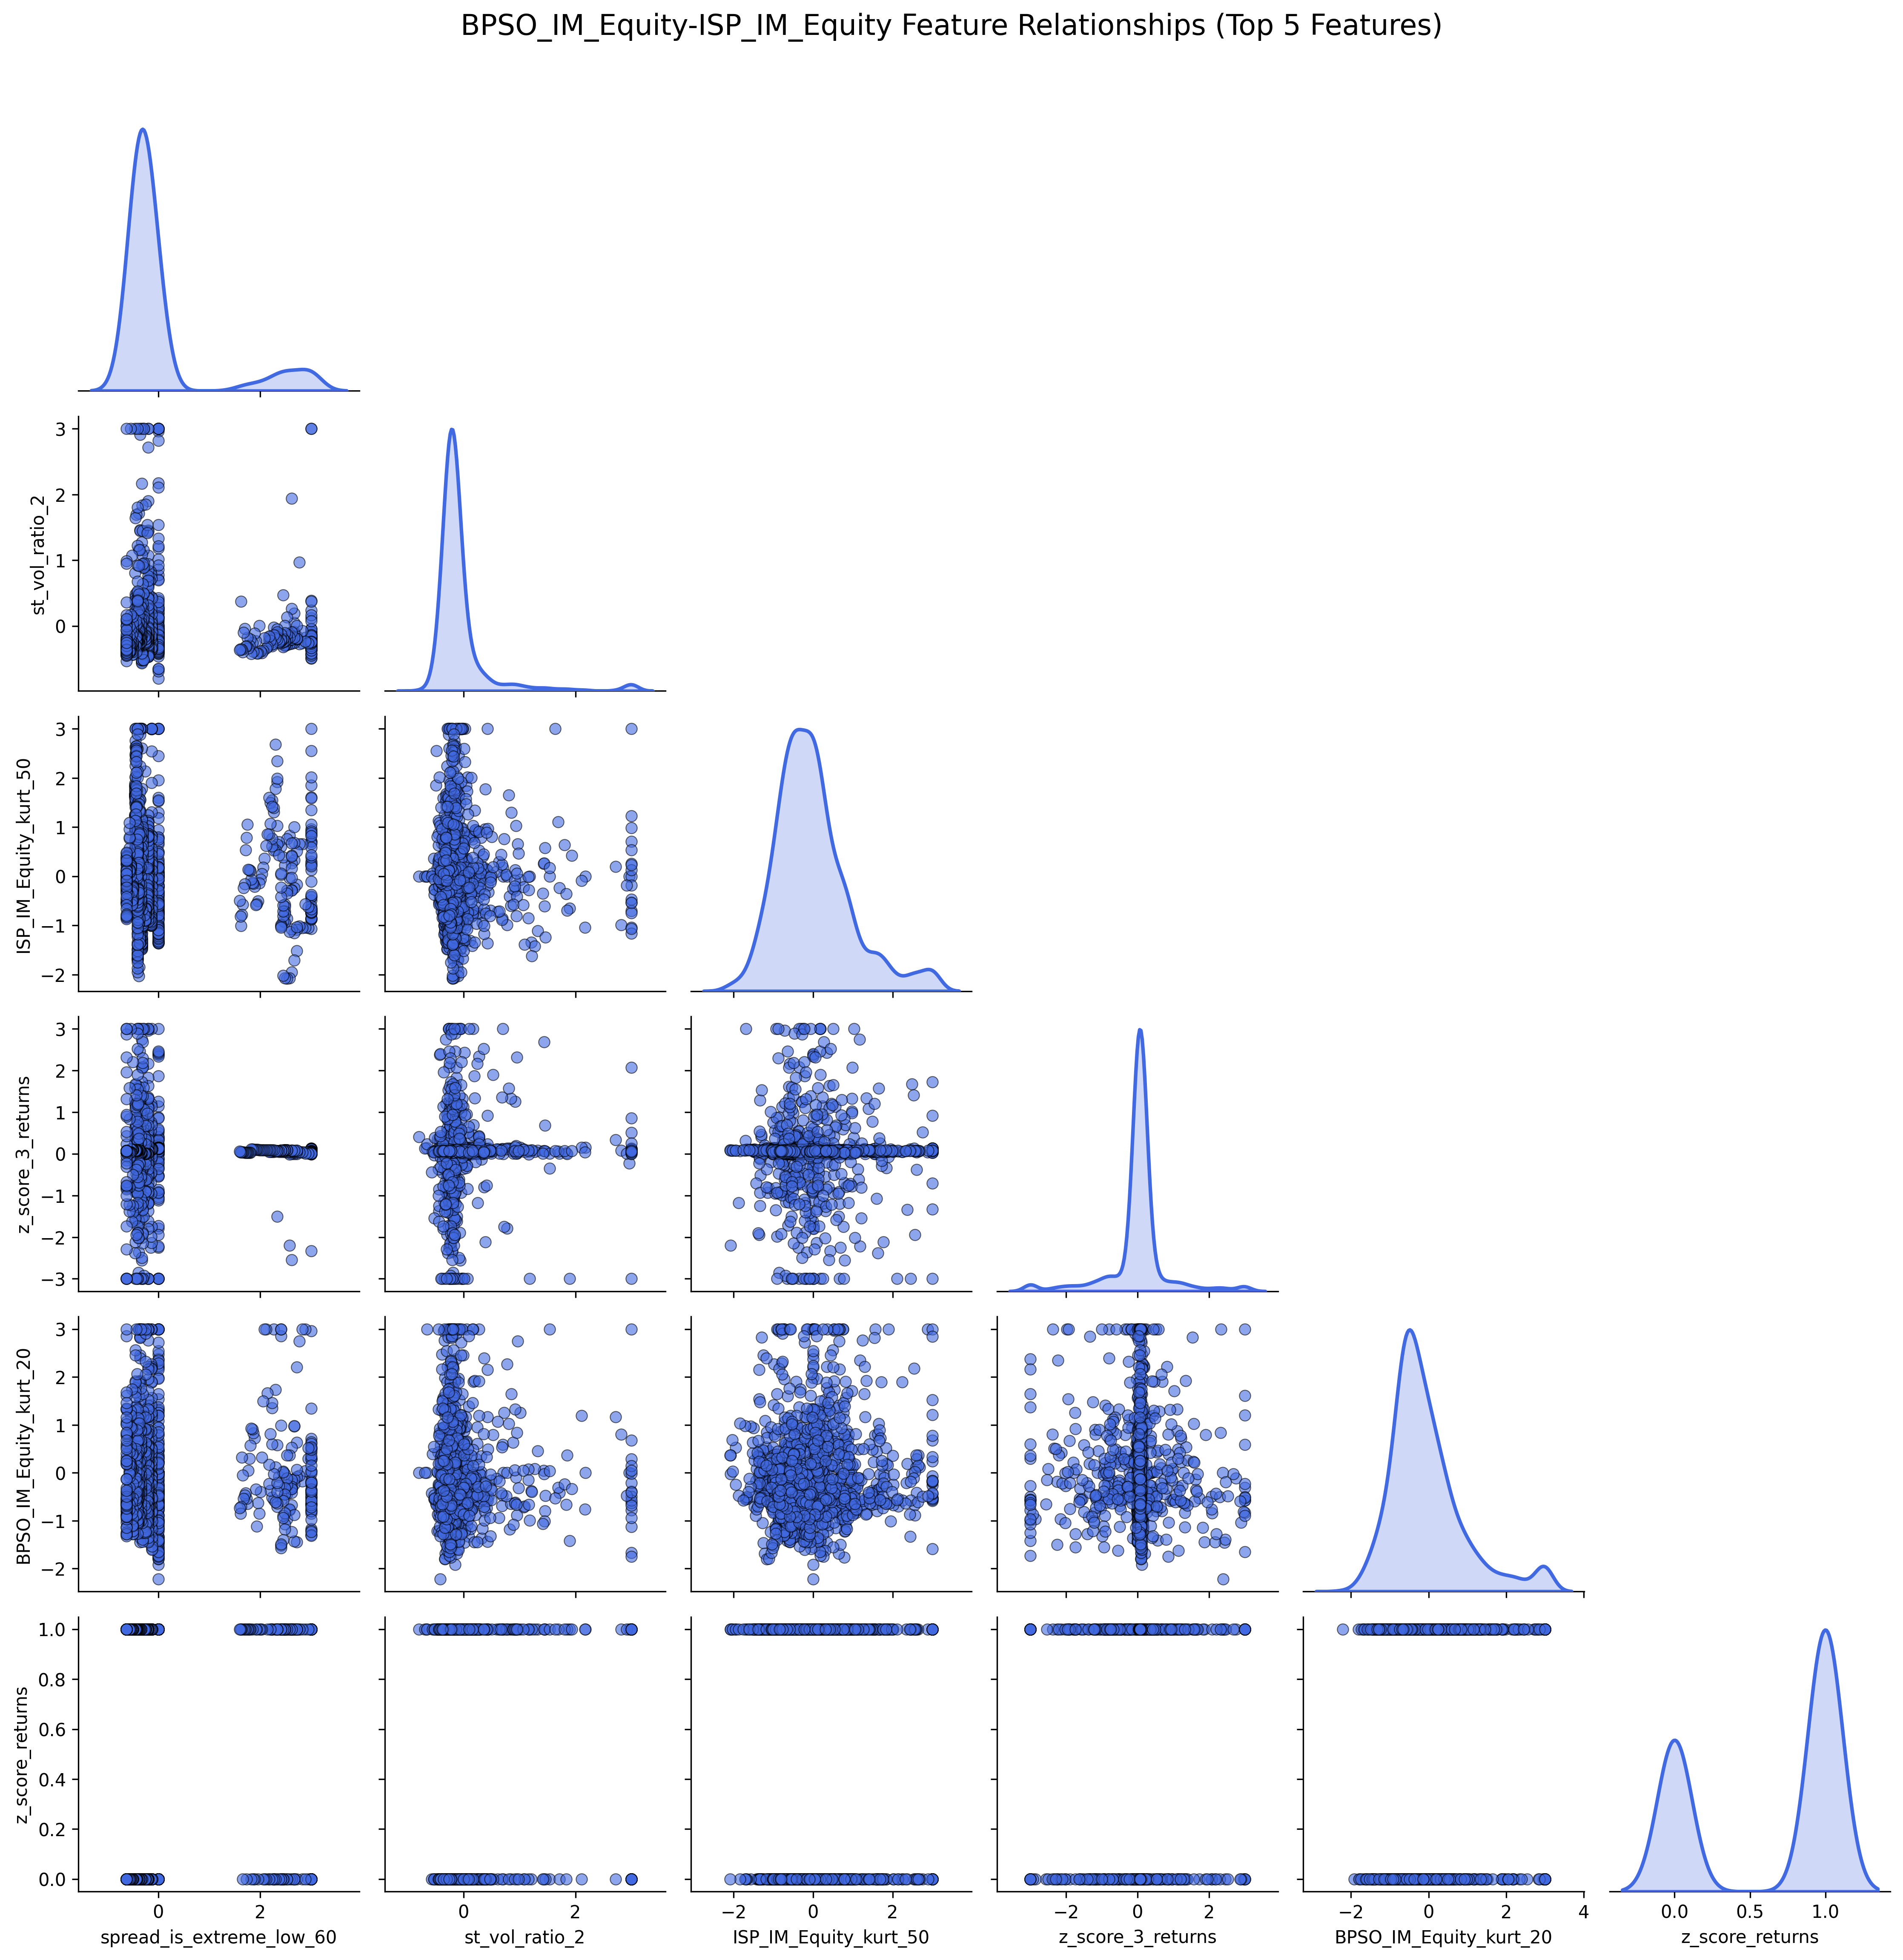 BPSO_IM_Equity-ISP_IM_Equity Feature Relationships (Top 5 Features)
3
2
1
0
st_vol_ratio_2
3
2
1
0
−1
−2
ISP_IM_Equity_kurt_50
3
2
1
0
−1
−2
−3
z_score_3_returns
3
2
1
0
−1
−2
BPSO_IM_Equity_kurt_20
1.0
0.8
0.6
0.4
0.2
0.0
z_score_returns
0 2
0 2
−2 0 2
−2 0 2
−2 0 2 4
0.0 0.5 1.0
spread_is_extreme_low_60
st_vol_ratio_2
ISP_IM_Equity_kurt_50
z_score_3_returns
BPSO_IM_Equity_kurt_20
z_score_returns